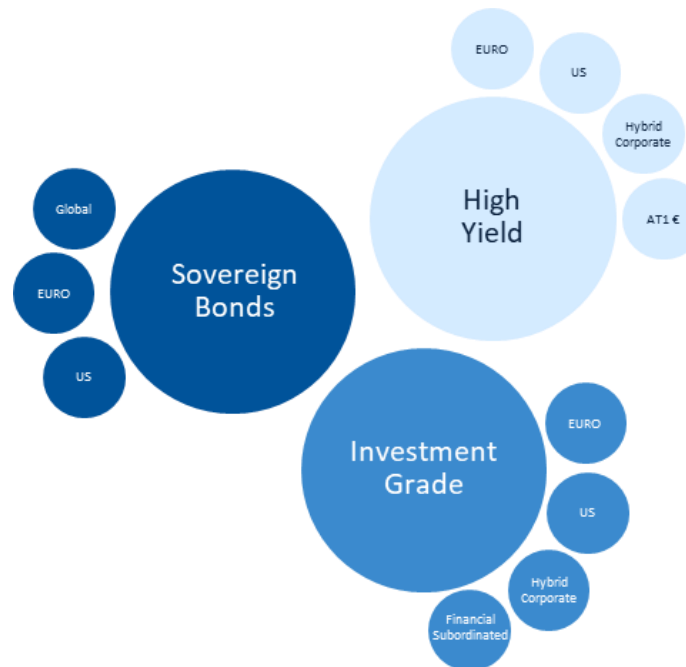 EURO
US
Hybrid
Corporate
High
Yield
AT1 €
Global
Sovereign
Bonds
EURO
US
Investment
Grade
EURO
US
Hybrid
Corporate
Financial
Subordinated